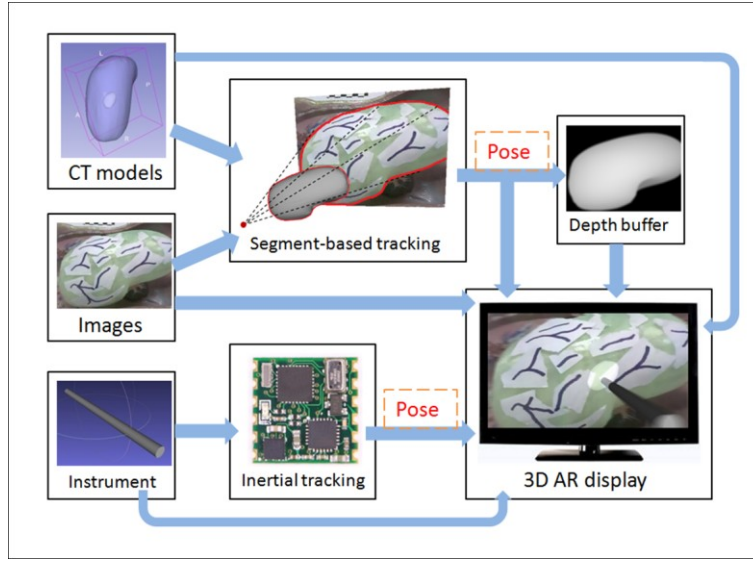 CT models
Segment-based tracking
Pose
Depth buffer
Images
Instrument
Inertial tracking
Pose
3D AR display